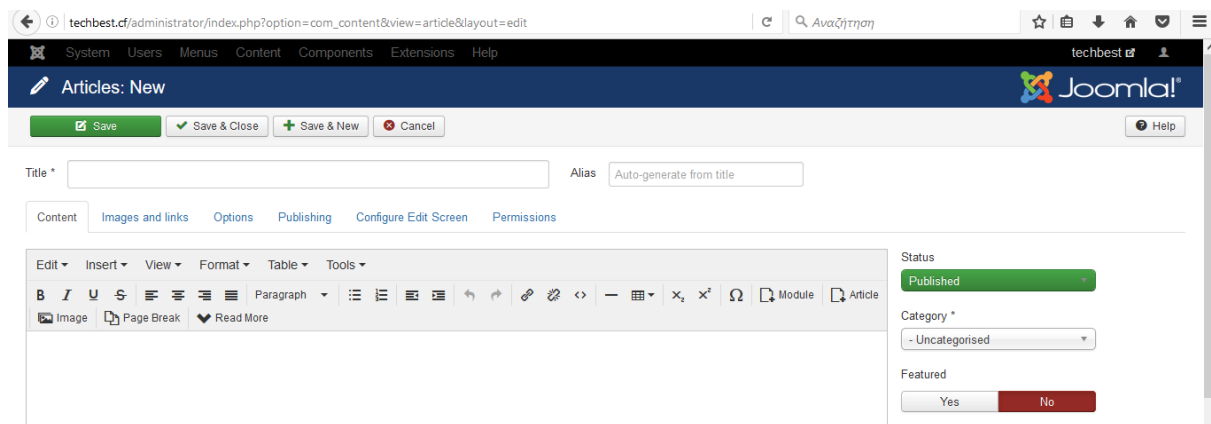 techbest.cf/administrator/index.php?option=com_content&view=article&layout=edit Αναζήτηση
System Users Menus Content Components Extensions Help techbest
Articles: New Joomla!®
Save Save & Close Save & New Cancel Help
Title * Alias Auto-generate from title
Content Images and links Options Publishing Configure Edit Screen Permissions
Edit Insert View Format Table Tools
B I U S Paragraph X₂ X² Ω Module Article
Image Page Break Read More
Status
Published
Category *
- Uncategorised
Featured
Yes No